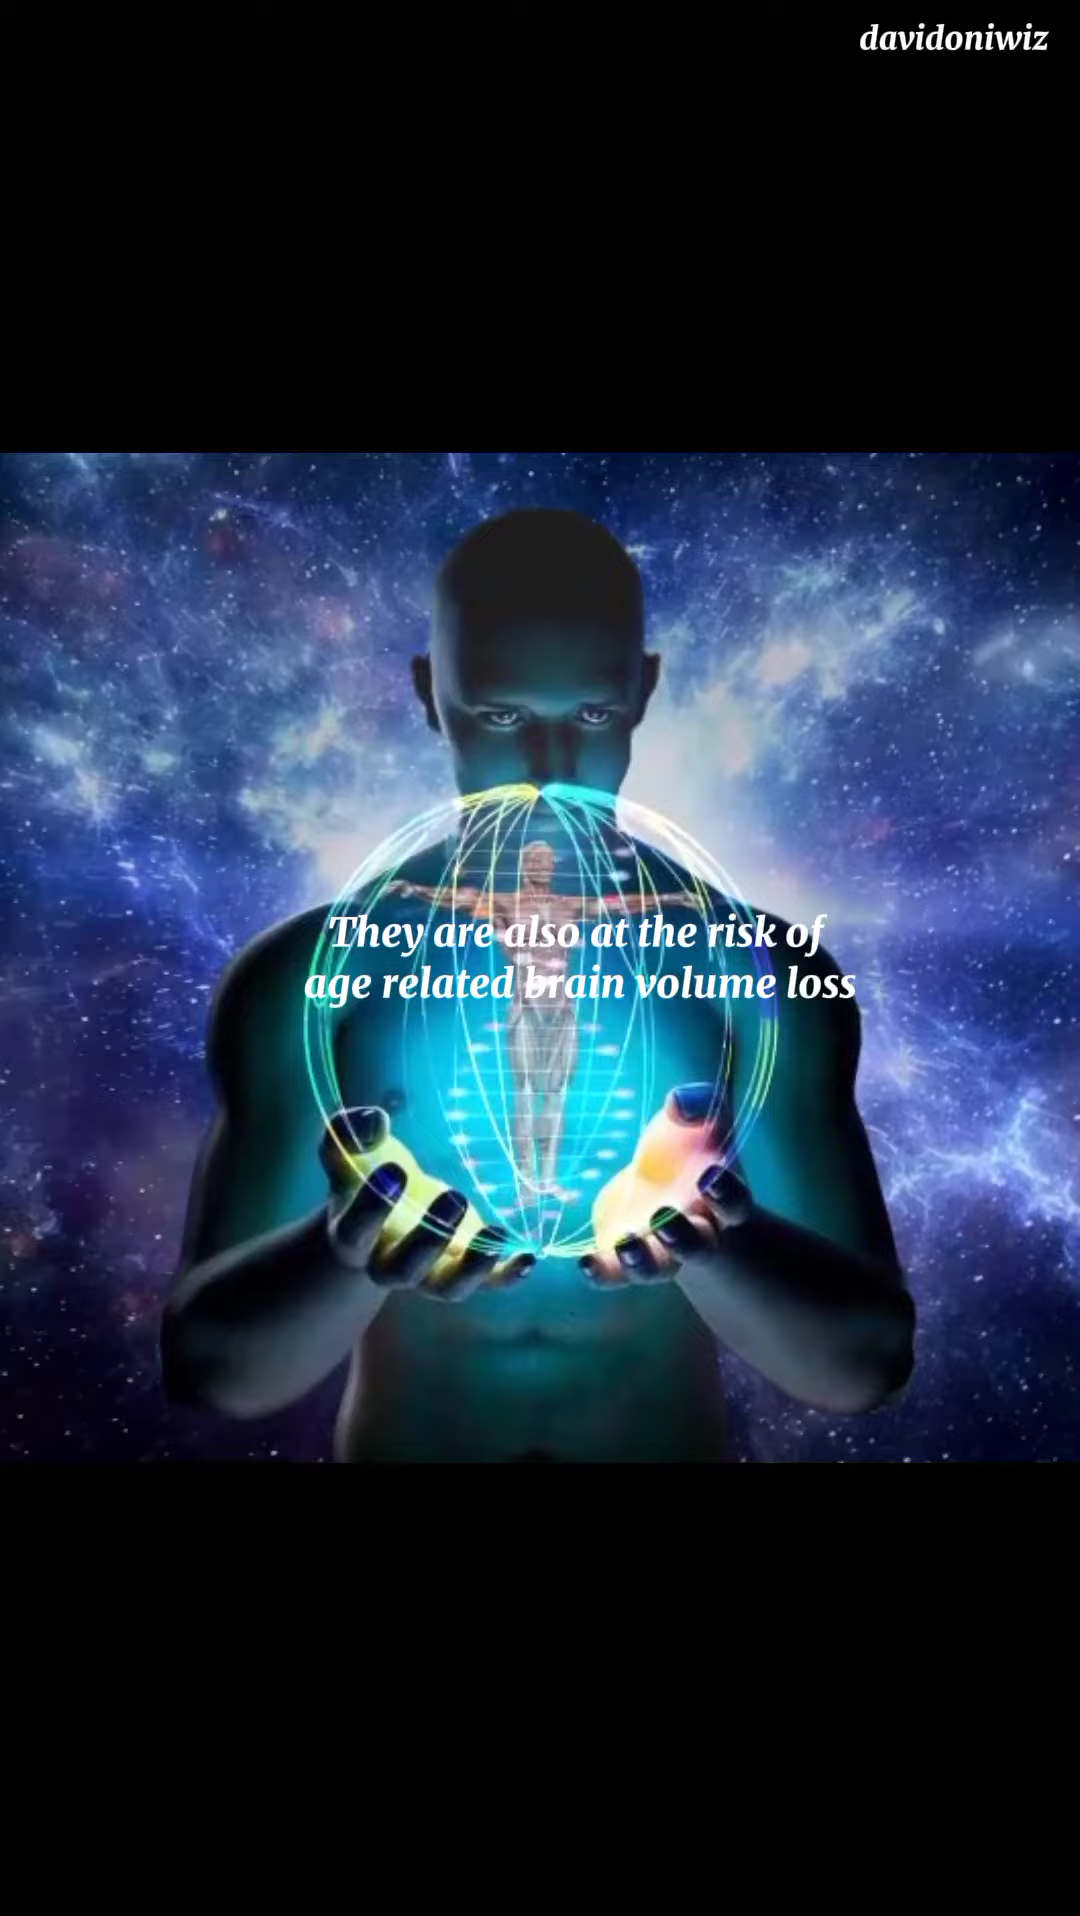 davidoniwiz
They are also at the risk of
age related brain volume loss